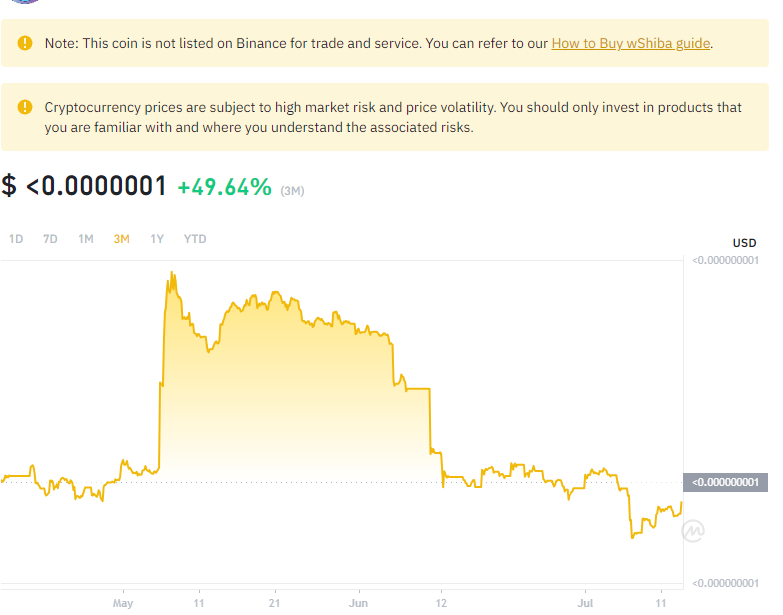 Note: This coin is not listed on Binance for trade and service. You can refer to our How to Buy wShiba guide.
Cryptocurrency prices are subject to high market risk and price volatility. You should only invest in products that
you are familiar with and where you understand the associated risks.
$ <0.0000001 +49.64% (3M)
1D 7D 1M 3M 1Y YTD
USD
<0.000000001
<0.000000001
<0.000000001
May 11 21 Jun 12 Jul 11